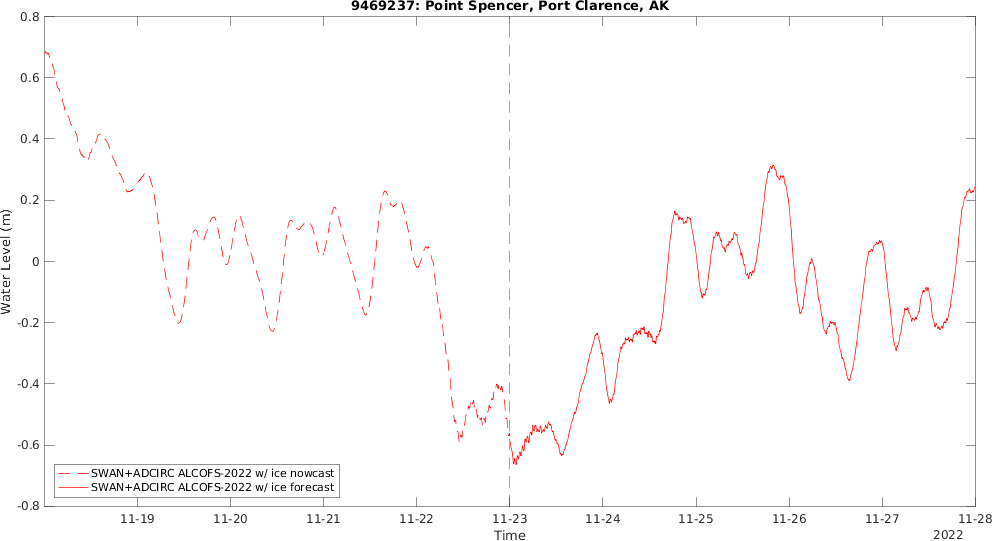 9469237: Point Spencer, Port Clarence, AK
0.8
0.6
0.4
0.2
0
-0.2
-0.4
-0.6
-0.8
Water Level (m)
SWAN+ADCIRC ALCOFS-2022 w/ ice nowcast
SWAN+ADCIRC ALCOFS-2022 w/ ice forecast
11-19 11-20 11-21 11-22 11-23 11-24 11-25 11-26 11-27 11-28
Time
2022